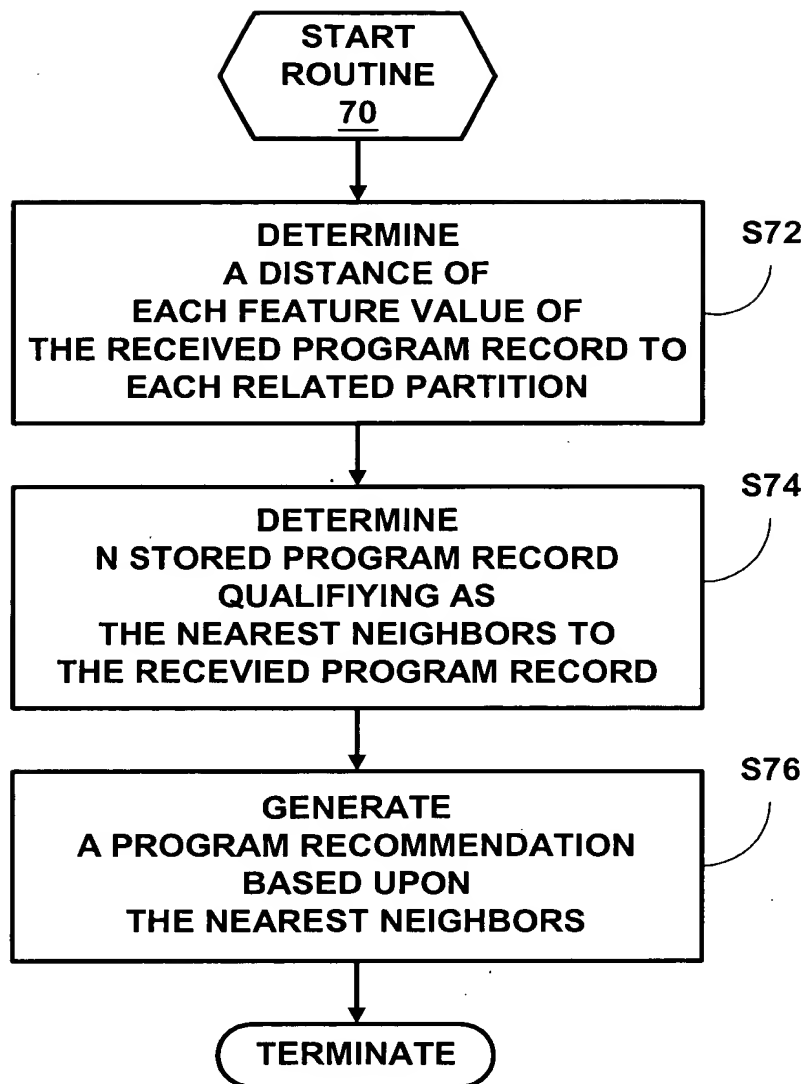 START
ROUTINE
70
DETERMINE
A DISTANCE OF
EACH FEATURE VALUE OF
THE RECEIVED PROGRAM RECORD TO
EACH RELATED PARTITION
S72
DETERMINE
N STORED PROGRAM RECORD
QUALIFIYING AS
THE NEAREST NEIGHBORS TO
THE RECEVIED PROGRAM RECORD
S74
GENERATE
A PROGRAM RECOMMENDATION
BASED UPON
THE NEAREST NEIGHBORS
S76
TERMINATE